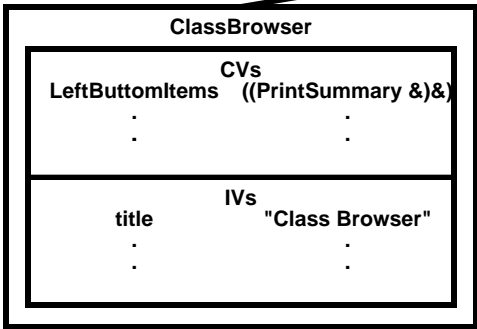 ClassBrowser
CVs
LeftButtomItems ((PrintSummary &)&)
. .
. .
IVs
title "Class Browser"
. .
. .